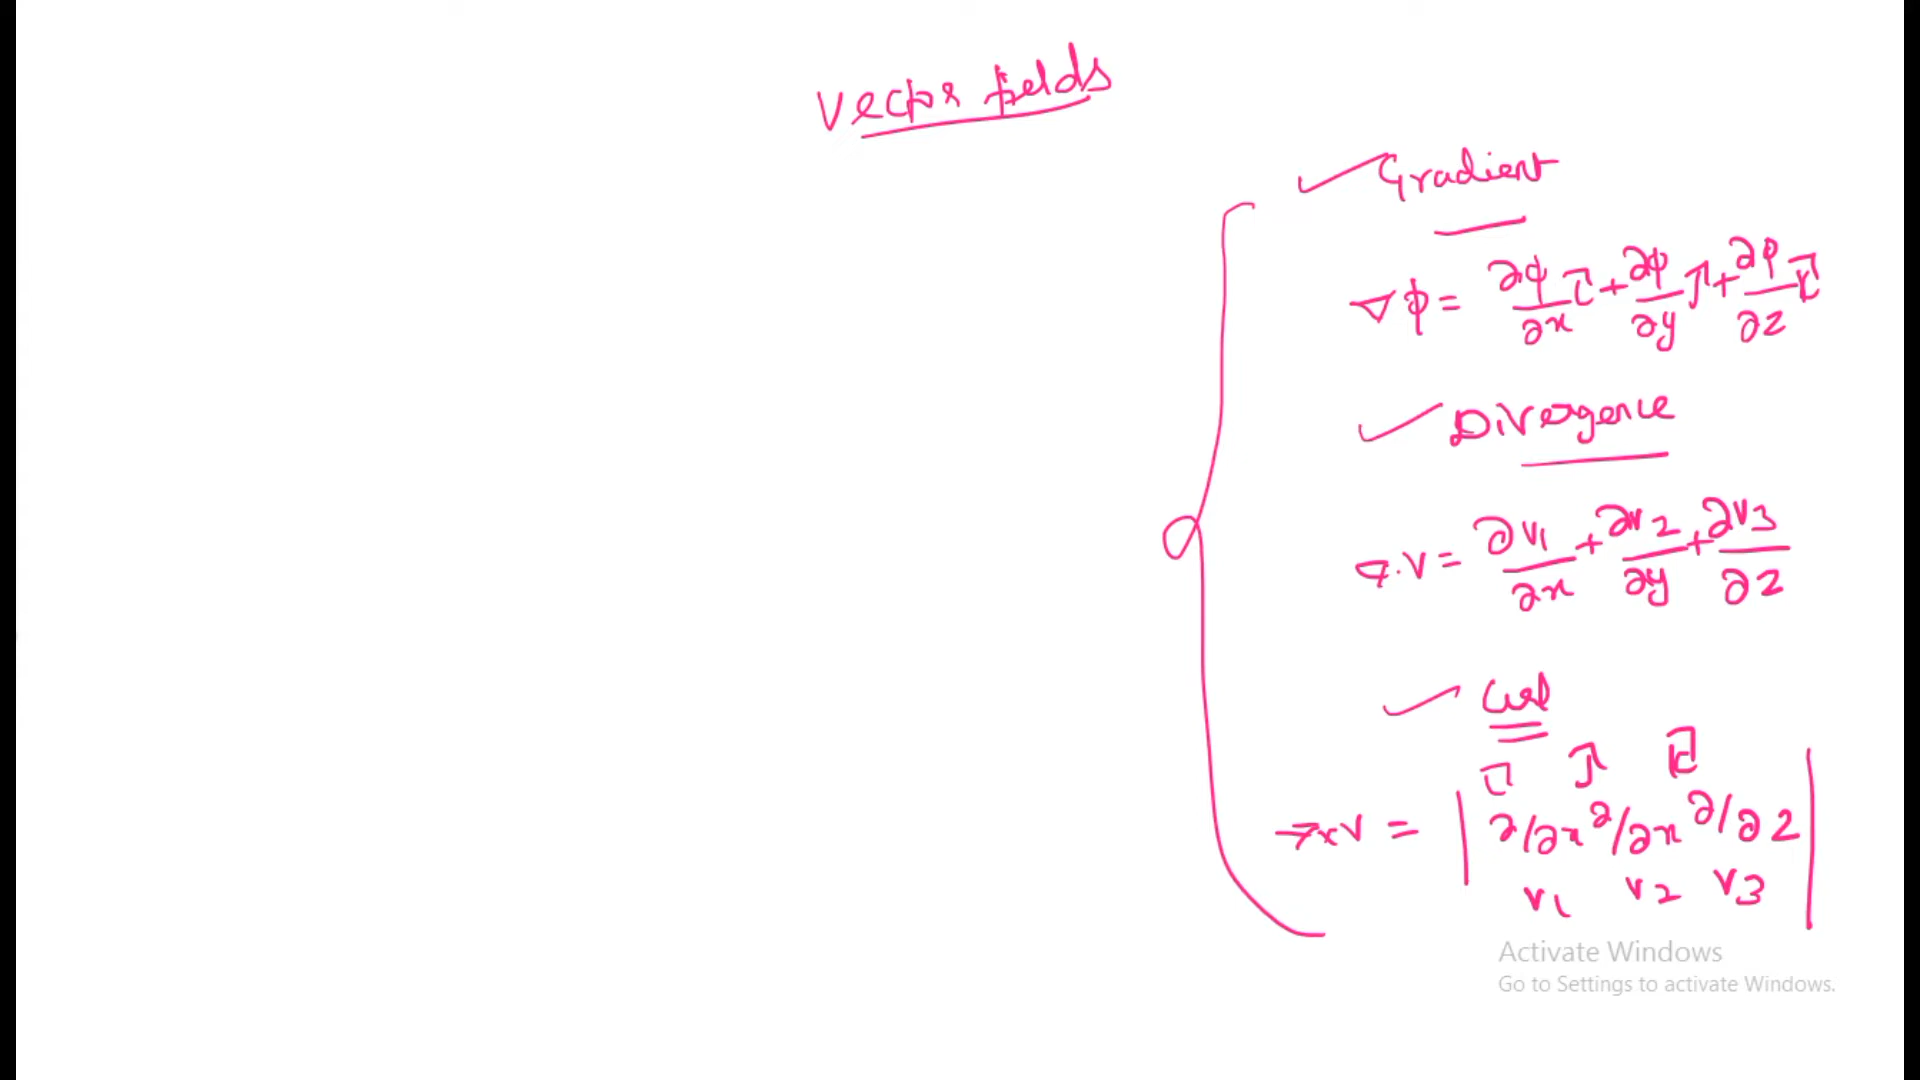 Vector fields
Gradient
∇φ = ∂φ/∂x i + ∂φ/∂y j + ∂φ/∂z k
Divergence
∇.V = ∂V1/∂x + ∂V2/∂y + ∂V3/∂z
Curl
i j k
∇×V = | ∂/∂x ∂/∂x ∂/∂z |
V1 V2 V3
Activate Windows
Go to Settings to activate Windows.